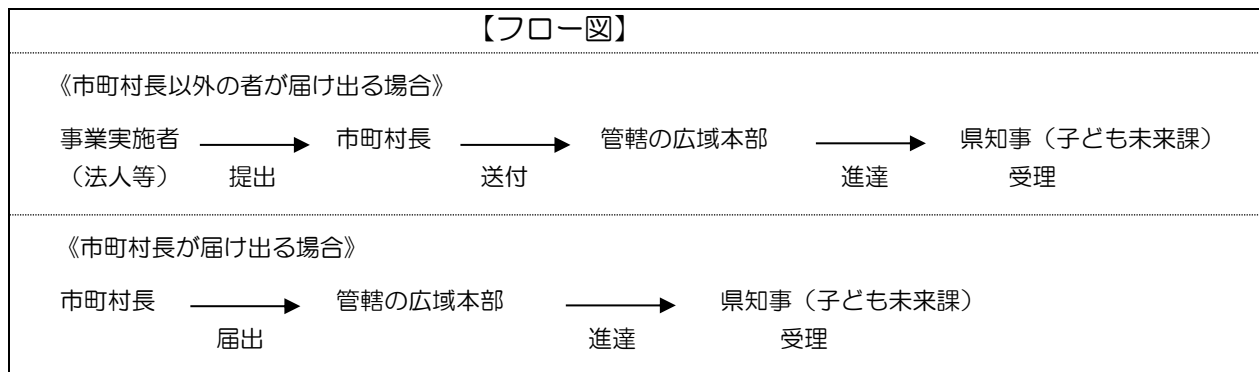 【フロー図】
《市町村長以外の者が届け出る場合》
事業実施者 市町村長 管轄の広域本部 県知事（子ども未来課）
（法人等） 提出 送付 進達 受理
《市町村長が届け出る場合》
市町村長 管轄の広域本部 県知事（子ども未来課）
届出 進達 受理